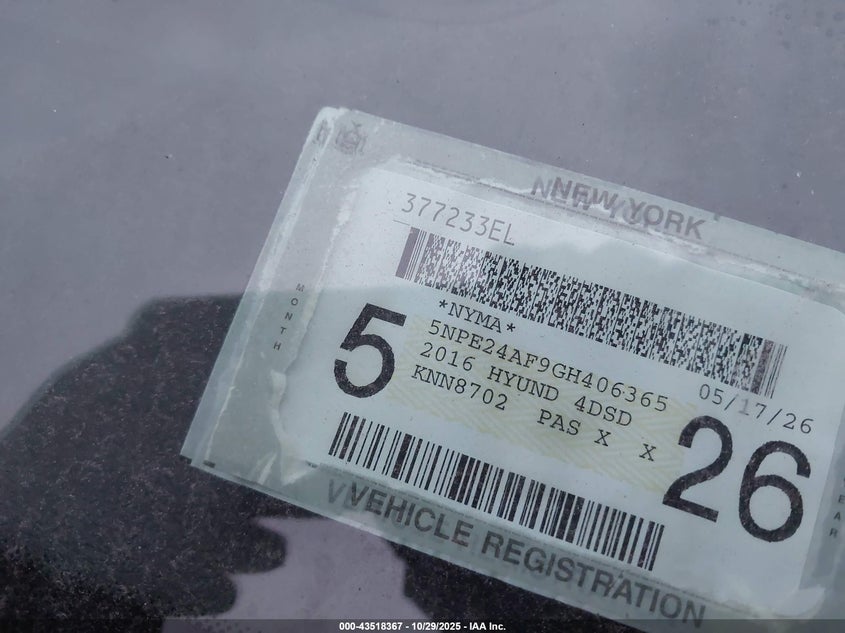 NEW YORK
377233EL
*NYMA*
5NPE24AF9GH406365 05/17/26
2016 HYUND 4DSD
KNN8702 PAS X X
MONTH
5
26
VEHICLE REGISTRATION
000-43518367 - 10/29/2025 - IAA Inc.